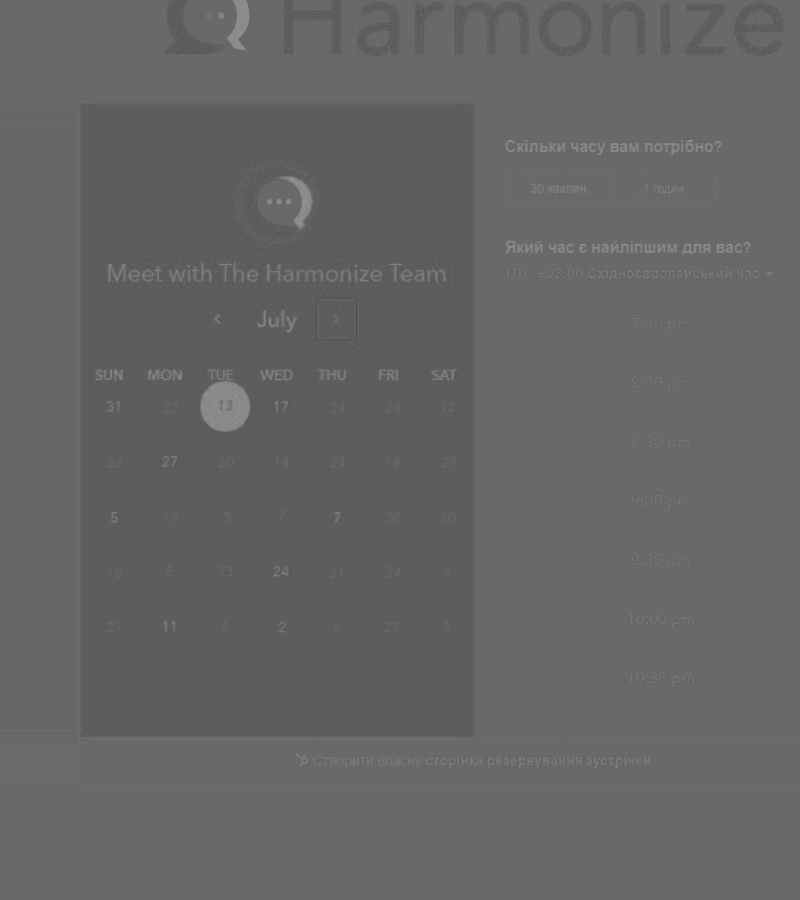 Harmonize
Meet with The Harmonize Team
July
SUN MON TUE WED THU FRI SAT
31 22 13 17 24 29 12
26 27 20 14 24 19 29
5 19 3 7 7 30 20
18 8 13 24 21 24 6
27 11 6 2 6 27 5
Скільки часу вам потрібно?
30 хвилин 1 годин
Який час є найліпшим для вас?
UTC +03:00 Східноєвропейський час
7:30 pm
8:00 pm
8:30 pm
9:00 pm
9:30 pm
10:00 pm
10:30 pm
Створити власну сторінка резервування зустрічей